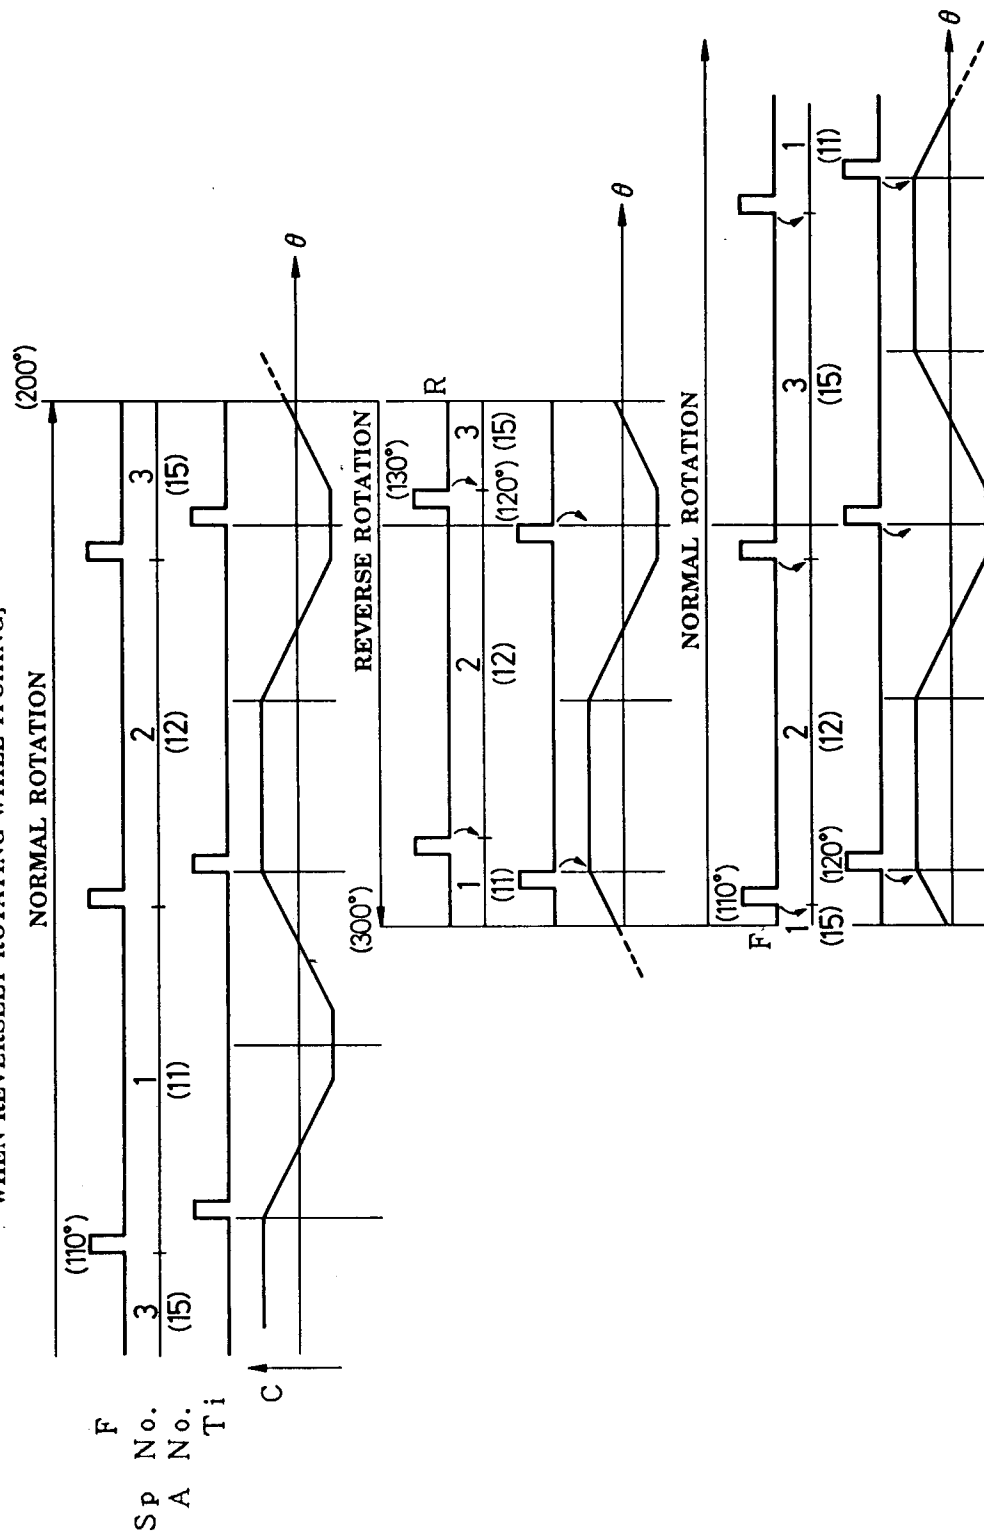 WHEN REVERSELY ROTATING WHILE
NORMAL ROTATION
(200°)
F
(110°)
Sp No. 3 1 2 3
A No. (15) (11) (12) (15)
Ti
C
θ
REVERSE ROTATION
(300°)
(130°)
R
1 2 3
(11) (12) (120°) (15)
θ
NORMAL ROTATION
F
(110°)
1 2 3 1
(15) (120°) (12) (15) (11)
θ